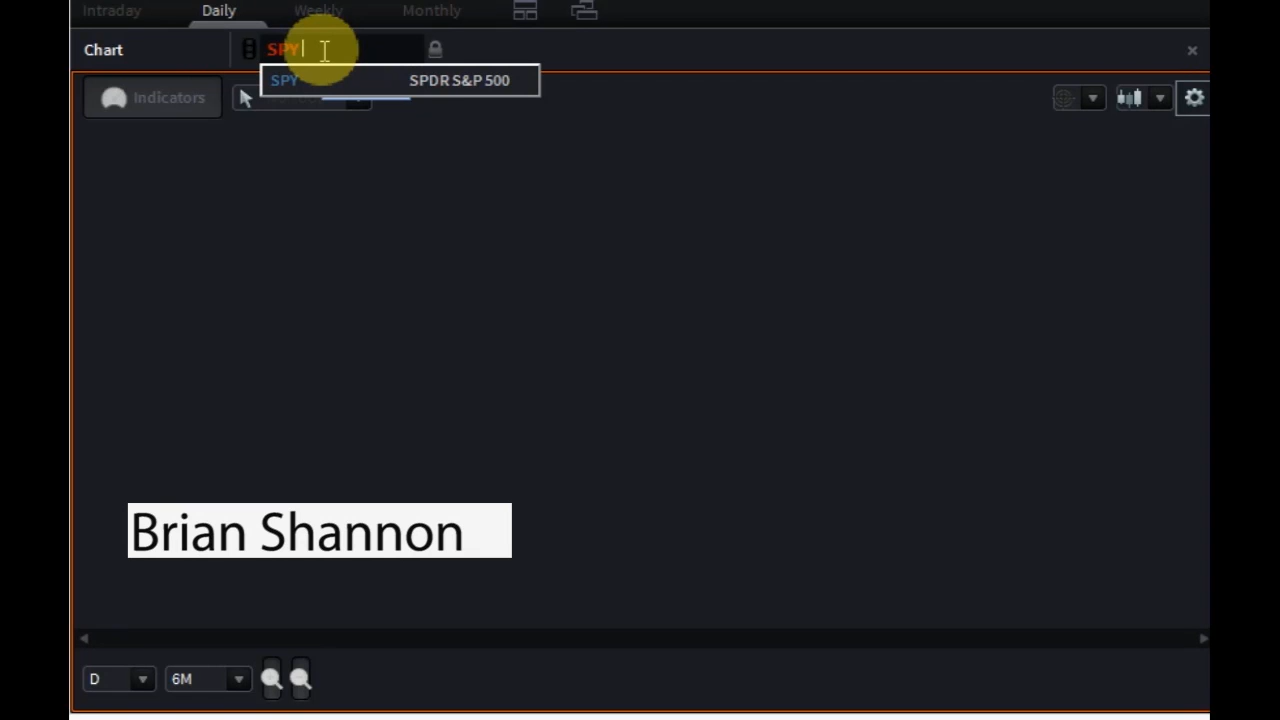 Intraday Daily Weekly Monthly
Chart SPY
SPY SPDR S&P 500
Indicators
Brian Shannon
D 6M